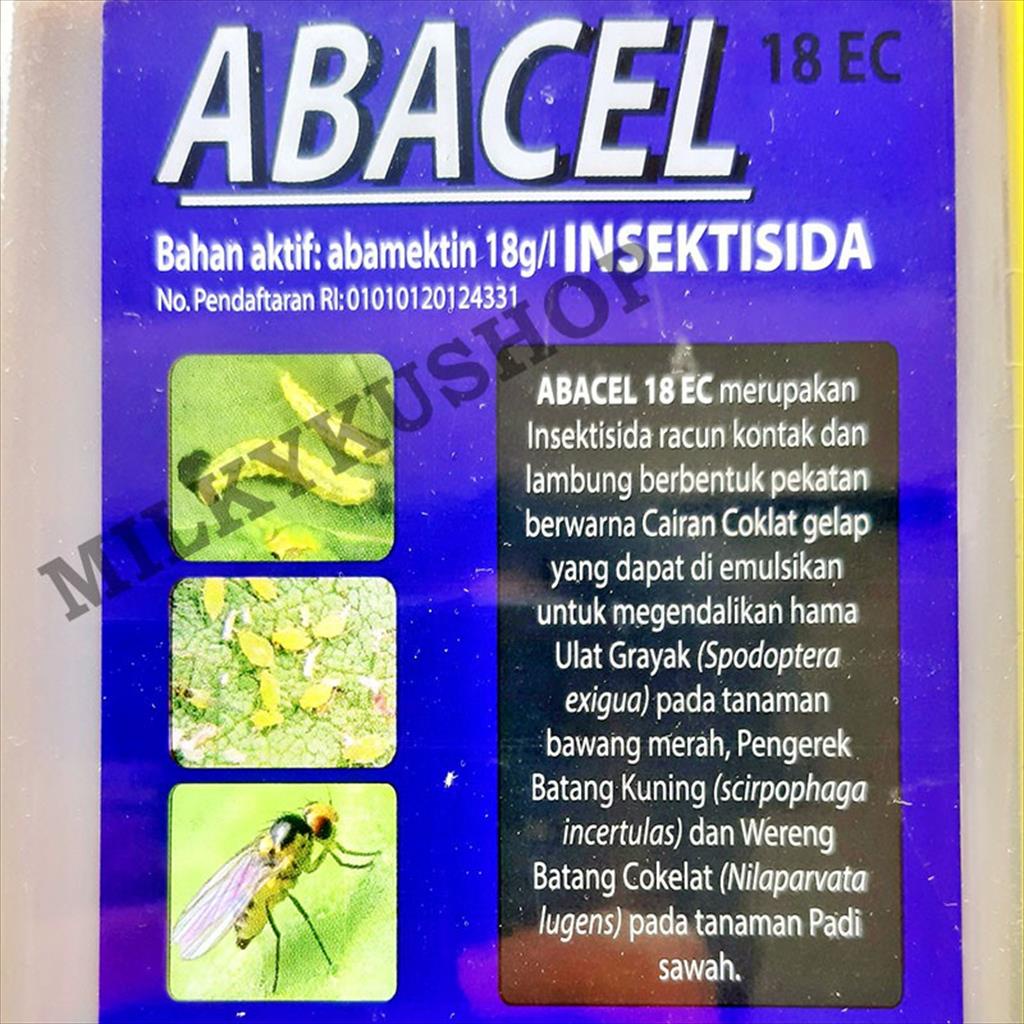 ABACEL 18 EC
Bahan aktif: abamektin 18g/l INSEKTISIDA
No. Pendaftaran RI: 01010120124331
MILKYKUSHOP
ABACEL 18 EC merupakan
Insektisida racun kontak dan
lambung berbentuk pekatan
berwarna Cairan Coklat gelap
yang dapat di emulsikan
untuk megendalikan hama
Ulat Grayak (Spodoptera
exigua) pada tanaman
bawang merah, Pengerek
Batang Kuning (scirpophaga
incertulas) dan Wereng
Batang Cokelat (Nilaparvata
lugens) pada tanaman Padi
sawah.